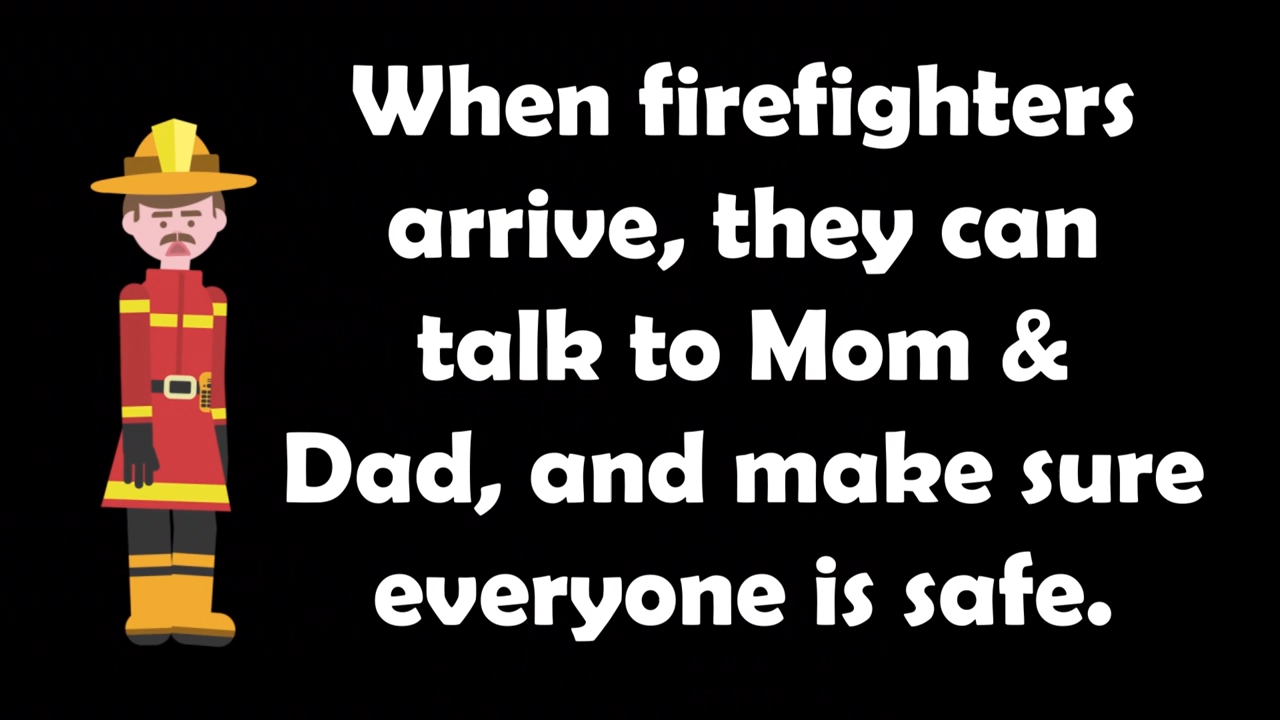 When firefighters
arrive, they can
talk to Mom &
Dad, and make sure
everyone is safe.